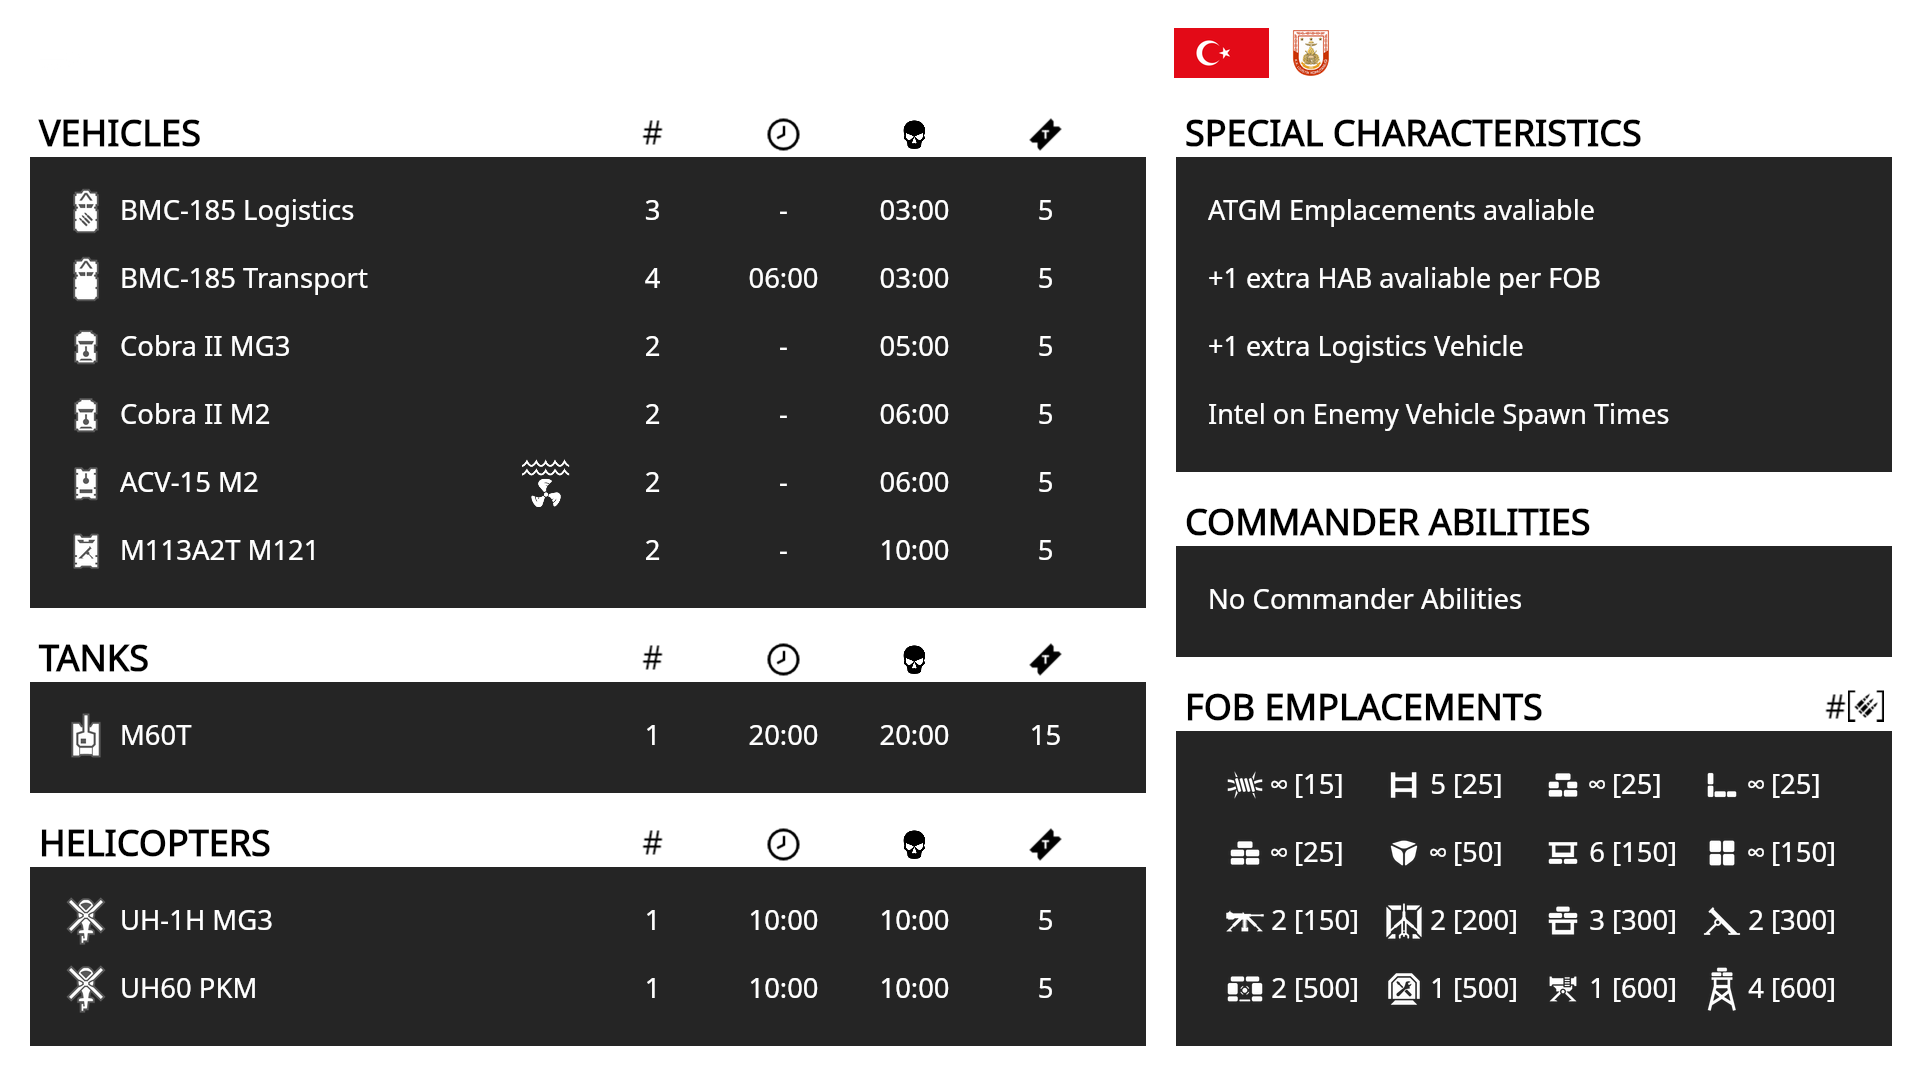 VEHICLES #
BMC-185 Logistics 3 - 03:00 5
BMC-185 Transport 4 06:00 03:00 5
Cobra II MG3 2 - 05:00 5
Cobra II M2 2 - 06:00 5
ACV-15 M2 2 - 06:00 5
M113A2T M121 2 - 10:00 5
TANKS #
M60T 1 20:00 20:00 15
HELICOPTERS #
UH-1H MG3 1 10:00 10:00 5
UH60 PKM 1 10:00 10:00 5
SPECIAL CHARACTERISTICS
ATGM Emplacements avaliable
+1 extra HAB avaliable per FOB
+1 extra Logistics Vehicle
Intel on Enemy Vehicle Spawn Times
COMMANDER ABILITIES
No Commander Abilities
FOB EMPLACEMENTS #[]
∞ [15] 5 [25] ∞ [25] ∞ [25]
∞ [25] ∞ [50] 6 [150] ∞ [150]
2 [150] 2 [200] 3 [300] 2 [300]
2 [500] 1 [500] 1 [600] 4 [600]